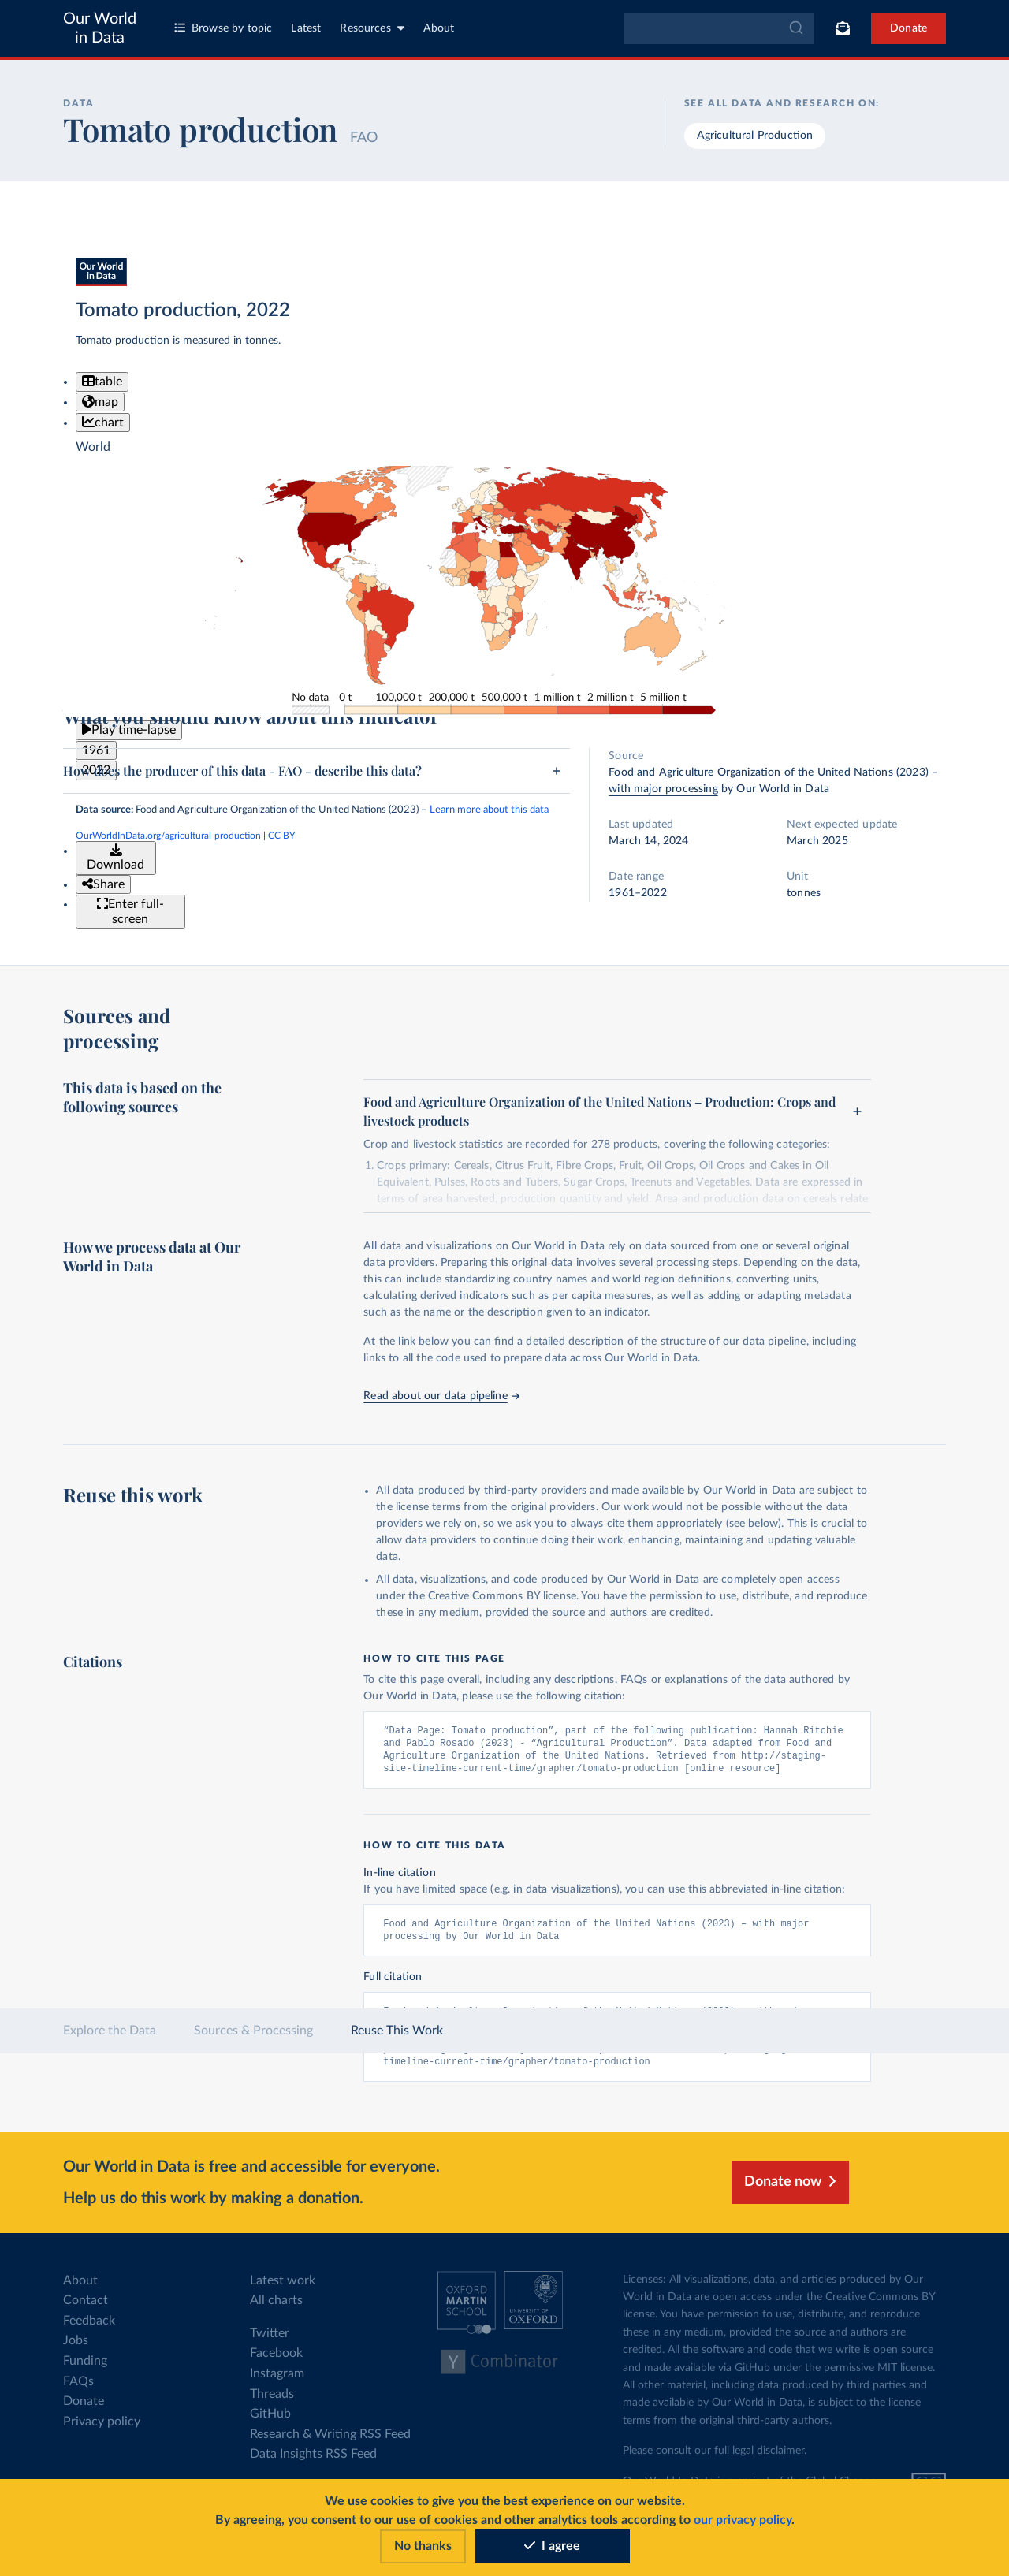 Our World
in Data
Browse by topic
Latest
Resources
About
Donate
DATA
Tomato production FAO
SEE ALL DATA AND RESEARCH ON:
Agricultural Production
Our World
in Data
Tomato production, 2022
Tomato production is measured in tonnes.
table
map
chart
World
No data
0 t
100,000 t
200,000 t
500,000 t
1 million t
2 million t
5 million t
What you should know about this indicator
Play time-lapse
1961
2022
How does the producer of this data - FAO - describe this data?
Data source: Food and Agriculture Organization of the United Nations (2023) – Learn more about this data
OurWorldInData.org/agricultural-production | CC BY
Download
Share
Enter full-
screen
Source
Food and Agriculture Organization of the United Nations (2023) –
with major processing by Our World in Data
Last updated
March 14, 2024
Next expected update
March 2025
Date range
1961–2022
Unit
tonnes
Sources and
processing
This data is based on the
following sources
Food and Agriculture Organization of the United Nations – Production: Crops and
livestock products
Crop and livestock statistics are recorded for 278 products, covering the following categories:
1. Crops primary: Cereals, Citrus Fruit, Fibre Crops, Fruit, Oil Crops, Oil Crops and Cakes in Oil
Equivalent, Pulses, Roots and Tubers, Sugar Crops, Treenuts and Vegetables. Data are expressed in
terms of area harvested, production quantity and yield. Area and production data on cereals relate
How we process data at Our
World in Data
All data and visualizations on Our World in Data rely on data sourced from one or several original
data providers. Preparing this original data involves several processing steps. Depending on the data,
this can include standardizing country names and world region definitions, converting units,
calculating derived indicators such as per capita measures, as well as adding or adapting metadata
such as the name or the description given to an indicator.
At the link below you can find a detailed description of the structure of our data pipeline, including
links to all the code used to prepare data across Our World in Data.
Read about our data pipeline
Reuse this work
All data produced by third-party providers and made available by Our World in Data are subject to
the license terms from the original providers. Our work would not be possible without the data
providers we rely on, so we ask you to always cite them appropriately (see below). This is crucial to
allow data providers to continue doing their work, enhancing, maintaining and updating valuable
data.
All data, visualizations, and code produced by Our World in Data are completely open access
under the Creative Commons BY license. You have the permission to use, distribute, and reproduce
these in any medium, provided the source and authors are credited.
Citations
HOW TO CITE THIS PAGE
To cite this page overall, including any descriptions, FAQs or explanations of the data authored by
Our World in Data, please use the following citation:
“Data Page: Tomato production”, part of the following publication: Hannah Ritchie
and Pablo Rosado (2023) - “Agricultural Production”. Data adapted from Food and
Agriculture Organization of the United Nations. Retrieved from http://staging-
site-timeline-current-time/grapher/tomato-production [online resource]
HOW TO CITE THIS DATA
In-line citation
If you have limited space (e.g. in data visualizations), you can use this abbreviated in-line citation:
Food and Agriculture Organization of the United Nations (2023) – with major
processing by Our World in Data
Full citation
Explore the Data
Sources & Processing
Reuse This Work
timeline-current-time/grapher/tomato-production
Our World in Data is free and accessible for everyone.
Help us do this work by making a donation.
Donate now
About
Contact
Feedback
Jobs
Funding
FAQs
Donate
Privacy policy
Latest work
All charts
Twitter
Facebook
Instagram
Threads
GitHub
Research & Writing RSS Feed
Data Insights RSS Feed
OXFORD
MARTIN
SCHOOL
UNIVERSITY OF
OXFORD
Y Combinator
Licenses: All visualizations, data, and articles produced by Our
World in Data are open access under the Creative Commons BY
license. You have permission to use, distribute, and reproduce
these in any medium, provided the source and authors are
credited. All the software and code that we write is open source
and made available via GitHub under the permissive MIT license.
All other material, including data produced by third parties and
made available by Our World in Data, is subject to the license
terms from the original third-party authors.
Please consult our full legal disclaimer.
We use cookies to give you the best experience on our website.
By agreeing, you consent to our use of cookies and other analytics tools according to our privacy policy.
No thanks
I agree